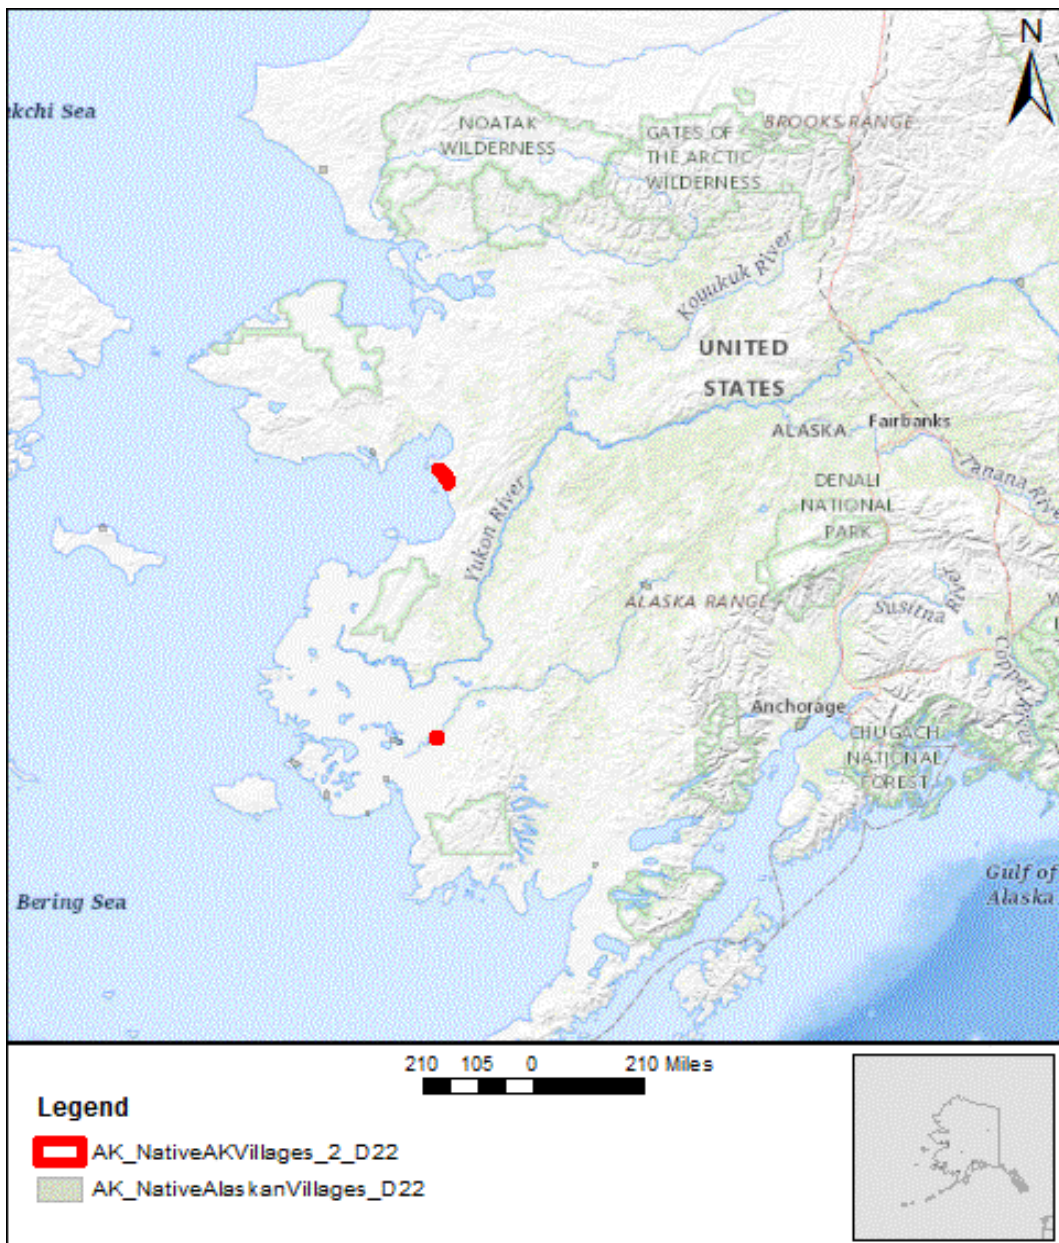 N
kchi Sea
NOATAK
WILDERNESS
GATES OF
THE ARCTIC
WILDERNESS
BROOKS RANGE
Koyukuk River
UNITED
STATES
ALASKA
Fairbanks
Tanana River
DENALI
NATIONAL
PARK
Yukon River
ALASKA RANGE
Susitna
River
Copper River
Anchorage
CHUGACH
NATIONAL
FOREST
Gulf of
Alaska
Bering Sea
210 105 0 210 Miles
Legend
AK_NativeAKVillages_2_D22
AK_NativeAlaskanVillages_D22